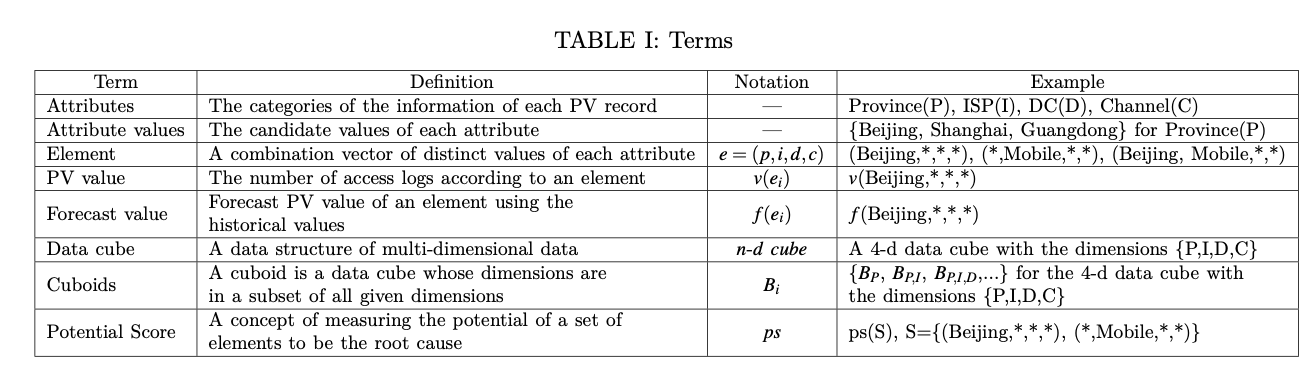 TABLE I: Terms
Term Definition Notation Example
Attributes The categories of the information of each PV record — Province(P), ISP(I), DC(D), Channel(C)
Attribute values The candidate values of each attribute — {Beijing, Shanghai, Guangdong} for Province(P)
Element A combination vector of distinct values of each attribute e = (p,i,d,c) (Beijing,*,*,*), (*,Mobile,*,*), (Beijing, Mobile,*,*)
PV value The number of access logs according to an element v(e_i) v(Beijing,*,*,*)
Forecast value Forecast PV value of an element using the
historical values f(e_i) f(Beijing,*,*,*)
Data cube A data structure of multi-dimensional data n-d cube A 4-d data cube with the dimensions {P,I,D,C}
Cuboids A cuboid is a data cube whose dimensions are
in a subset of all given dimensions B_i {B_P, B_{P,I}, B_{P,I,D},...} for the 4-d data cube with
the dimensions {P,I,D,C}
Potential Score A concept of measuring the potential of a set of
elements to be the root cause ps ps(S), S={(Beijing,*,*,*), (*,Mobile,*,*)}